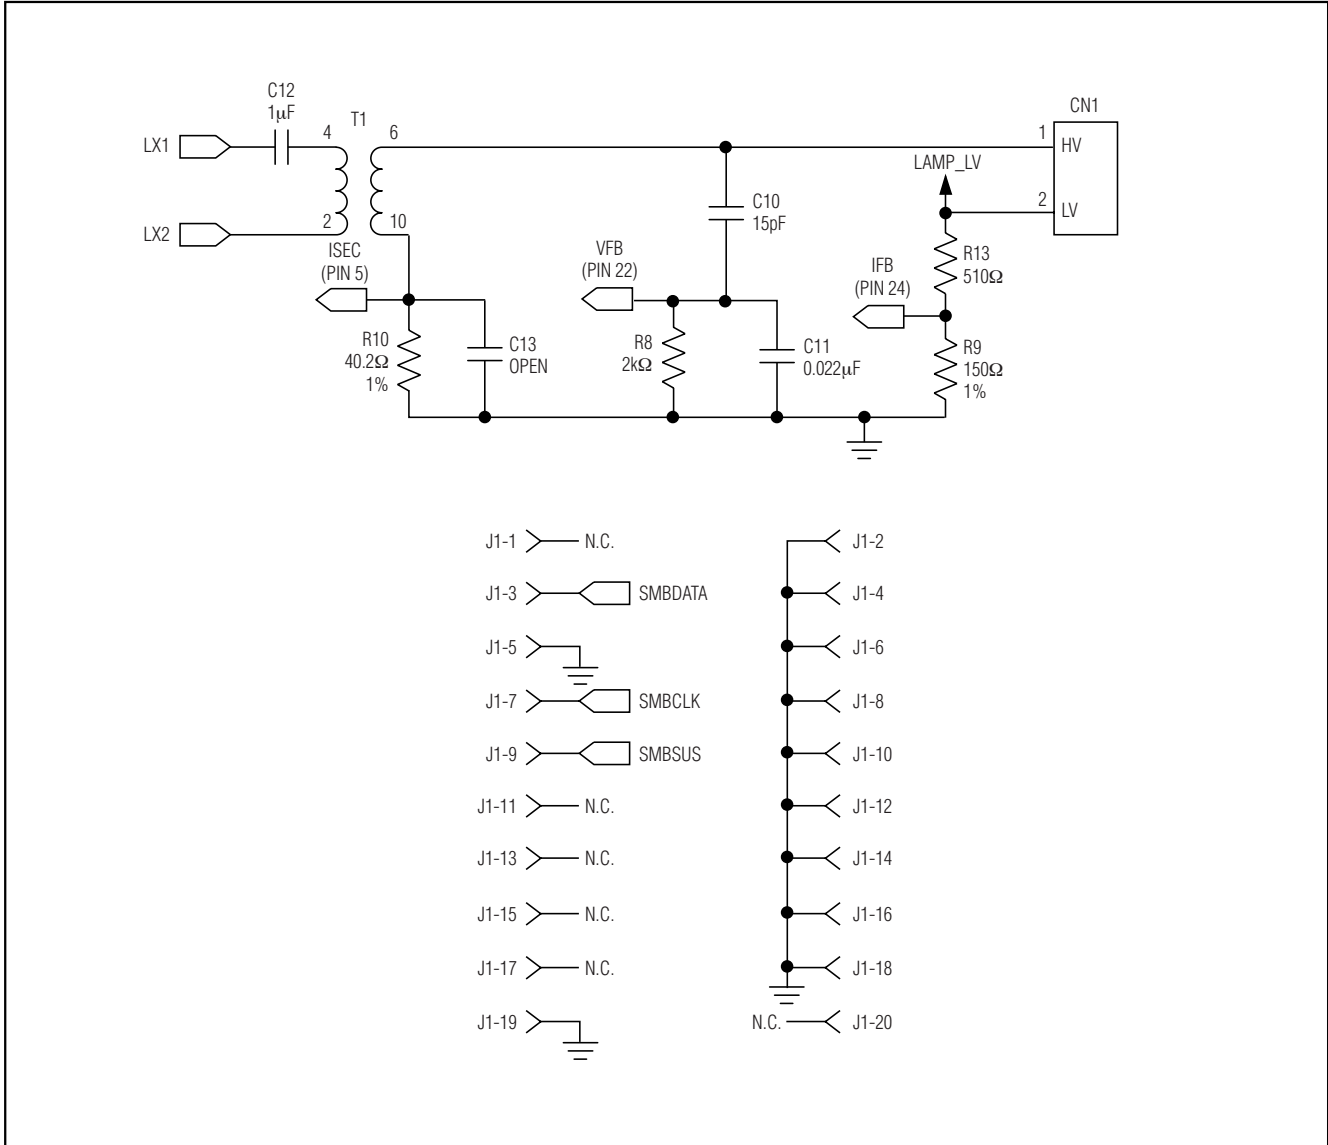 C12
1µF
LX1
4
T1
6
LX2
2
10
ISEC
(PIN 5)
R10
40.2Ω
1%
C13
OPEN
VFB
(PIN 22)
R8
2kΩ
C10
15pF
C11
0.022µF
CN1
1
HV
LAMP_LV
2
LV
R13
510Ω
IFB
(PIN 24)
R9
150Ω
1%
J1-1 N.C.
J1-2
J1-3 SMBDATA
J1-4
J1-5
J1-6
J1-7 SMBCLK
J1-8
J1-9 SMBSUS
J1-10
J1-11 N.C.
J1-12
J1-13 N.C.
J1-14
J1-15 N.C.
J1-16
J1-17 N.C.
J1-18
J1-19
N.C. J1-20